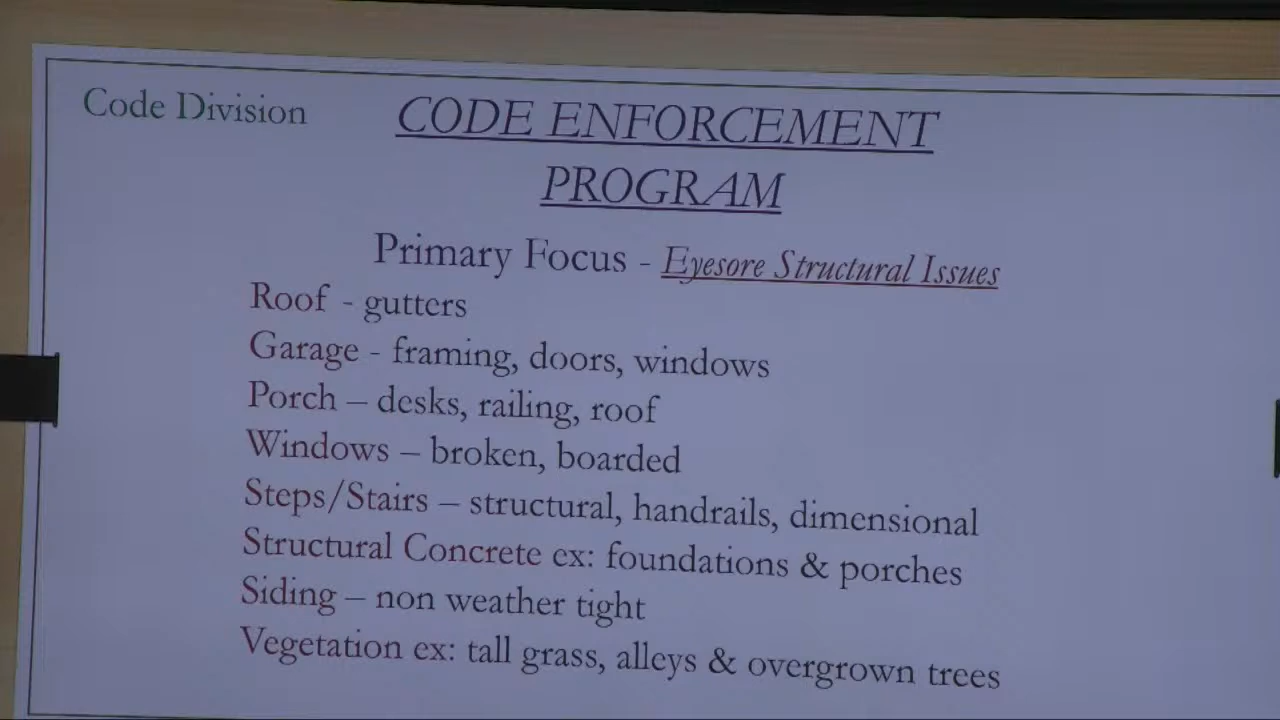 Code Division
CODE ENFORCEMENT
PROGRAM
Primary Focus - Eyesore Structural Issues
Roof - gutters
Garage - framing, doors, windows
Porch – desks, railing, roof
Windows – broken, boarded
Steps/Stairs – structural, handrails, dimensional
Structural Concrete ex: foundations & porches
Siding – non weather tight
Vegetation ex: tall grass, alleys & overgrown trees